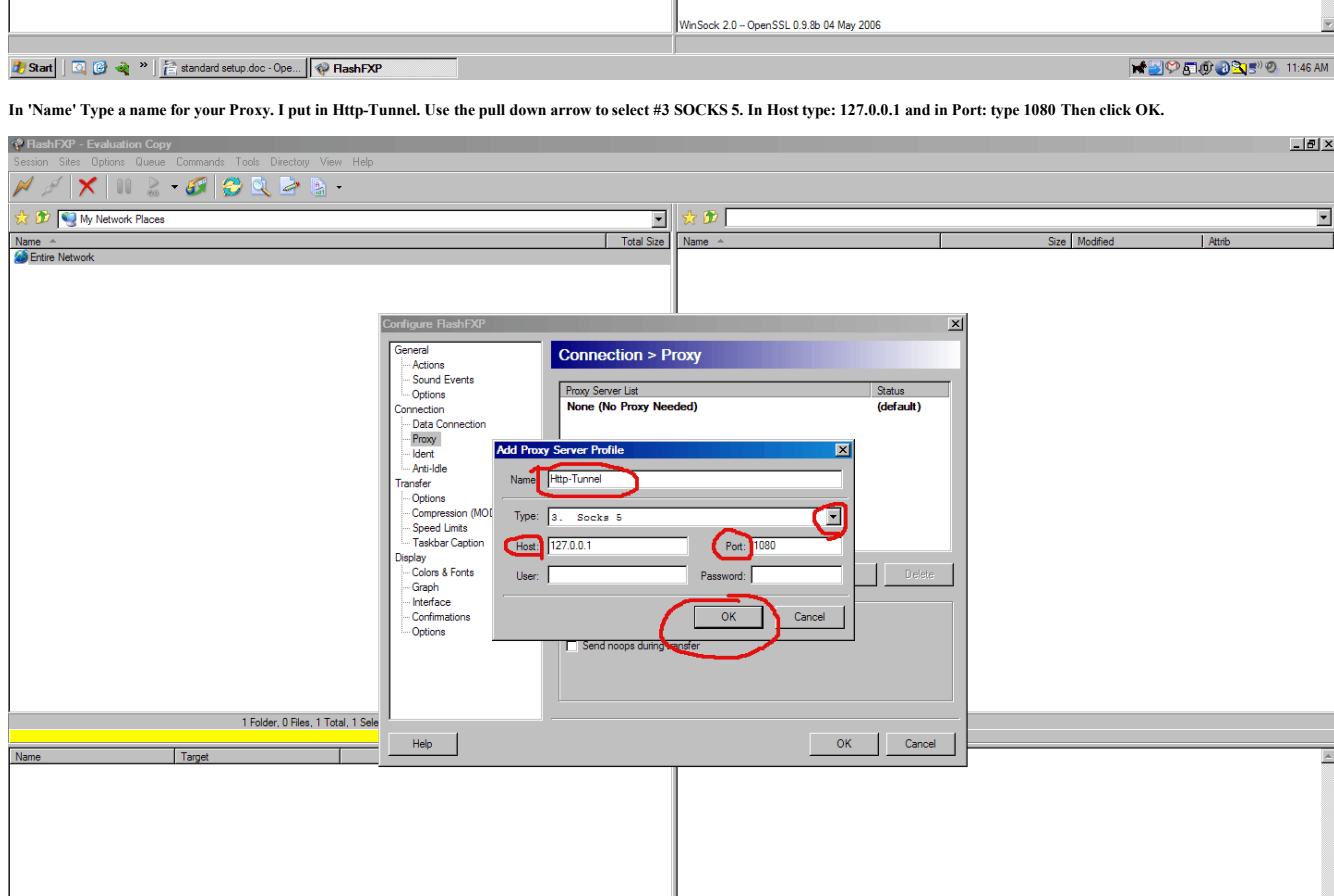 WinSock 2.0 -- OpenSSL 0.9.8b 04 May 2006
Start » standard setup.doc - Ope... FlashFXP 11:46 AM
In 'Name' Type a name for your Proxy. I put in Http-Tunnel. Use the pull down arrow to select #3 SOCKS 5. In Host type: 127.0.0.1 and in Port: type 1080 Then click OK.
FlashFXP - Evaluation Copy
Session Sites Options Queue Commands Tools Directory View Help
My Network Places
Name Total Size Name Size Modified Attrib
Entire Network
Configure FlashFXP
General
Actions
Sound Events
Options
Connection
Data Connection
Proxy
Ident
Anti-Idle
Transfer
Options
Compression (MOD
Speed Limits
Taskbar Caption
Display
Colors & Fonts
Graph
Interface
Confirmations
Options
Connection > Proxy
Proxy Server List Status
None (No Proxy Needed) (default)
Add Proxy Server Profile
Name: Http-Tunnel
Type: 3. Socks 5
Host: 127.0.0.1 Port: 1080
User: Password:
OK Cancel
Delete
Send noops during transfer
Help OK Cancel
1 Folder, 0 Files, 1 Total, 1 Sele
Name Target